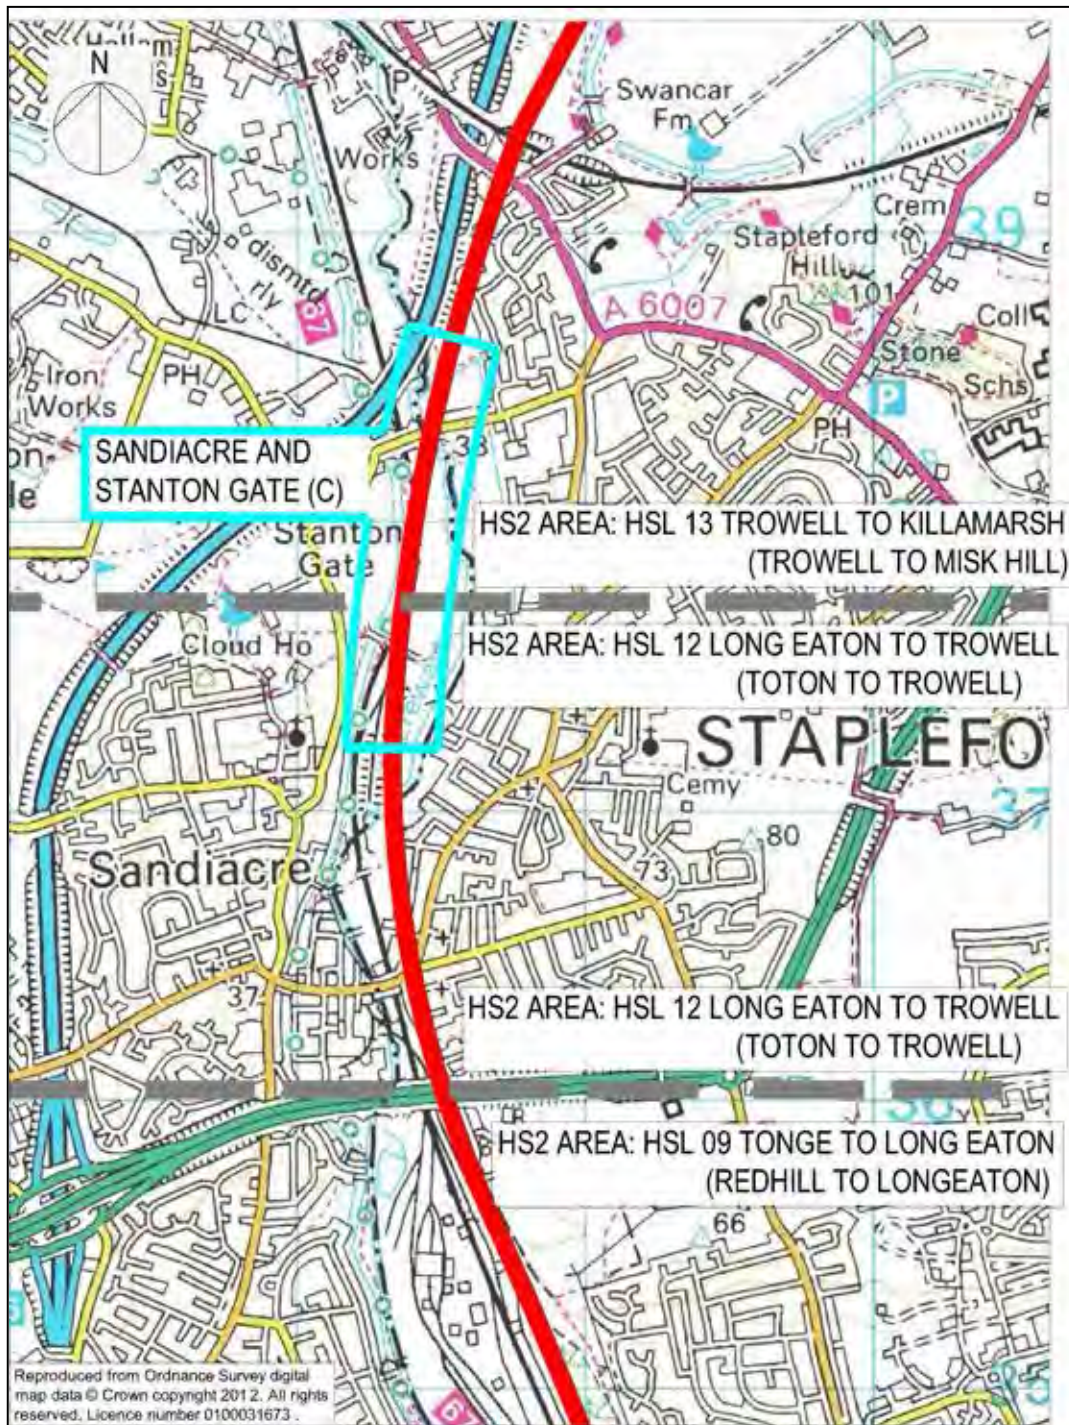 Hallam
N
P
Works
Swancar
Fm
Crem
39
Stapleford
Hill
101
dismtd
rly
67
LC
A 6007
Coll
Stone
Schs
Iron
Works
PH
P
PH
38
SANDIACRE AND
STANTON GATE (C)
Stanton
Gate
HS2 AREA: HSL 13 TROWELL TO KILLAMARSH
(TROWELL TO MISK HILL)
Cloud Ho
HS2 AREA: HSL 12 LONG EATON TO TROWELL
(TOTON TO TROWELL)
STAPLEFO
Cemy
37
80
73
Sandiacre
37
HS2 AREA: HSL 12 LONG EATON TO TROWELL
(TOTON TO TROWELL)
36
HS2 AREA: HSL 09 TONGE TO LONG EATON
(REDHILL TO LONGEATON)
66
67
35
Reproduced from Ordnance Survey digital
map data © Crown copyright 2012. All rights
reserved. Licence number 0100031673 .